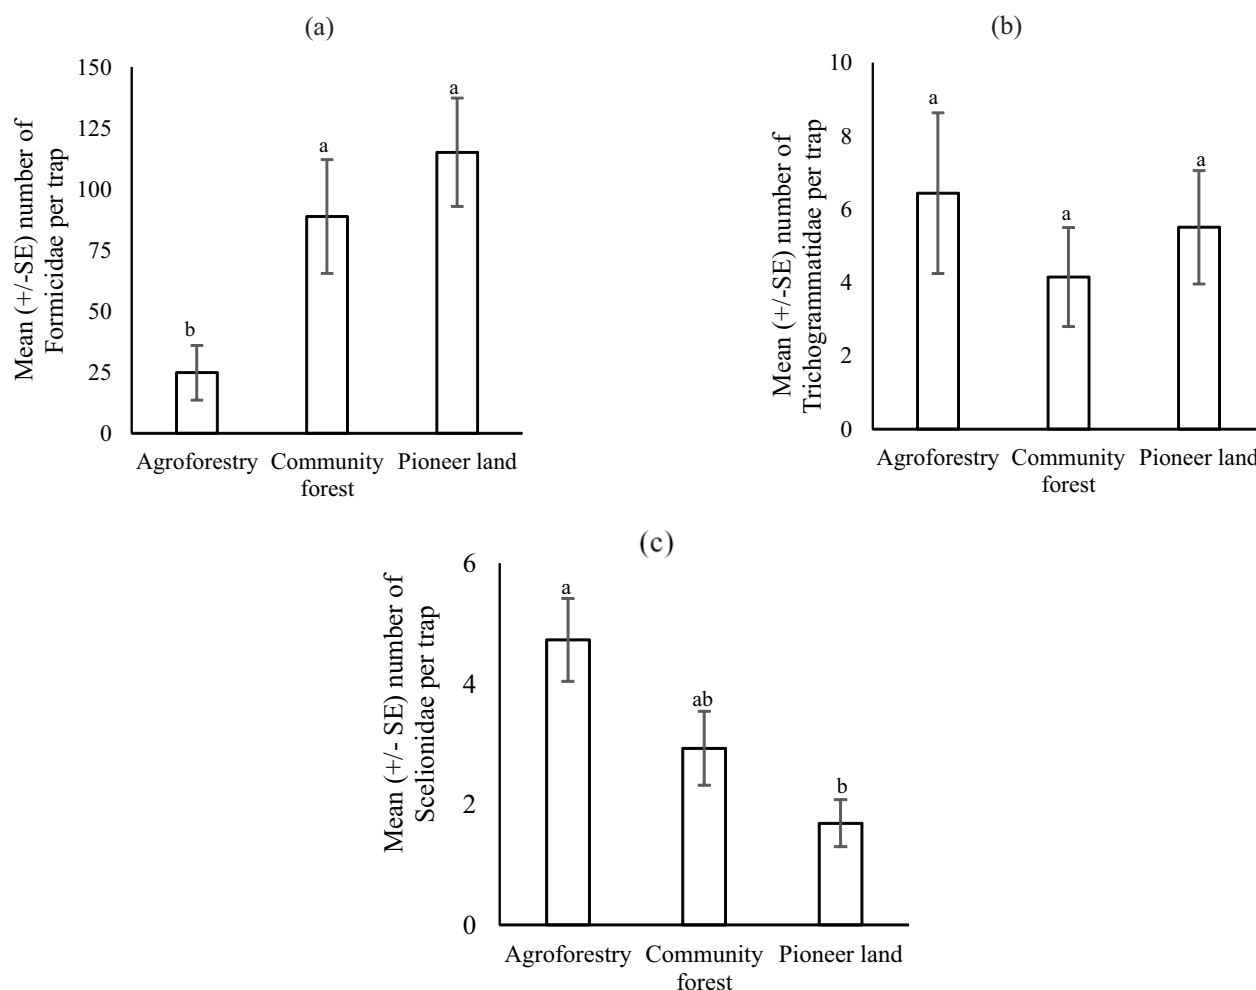 (a)
Mean (+/-SE) number of
Formicidae per trap
150
125
100
75
50
25
0
b
a
a
Agroforestry
Community
forest
Pioneer land
(b)
Mean (+/-SE) number of
Trichogrammatidae per trap
10
8
6
4
2
0
a
a
a
Agroforestry
Community
forest
Pioneer land
(c)
Mean (+/- SE) number of
Scelionidae per trap
6
4
2
0
a
ab
b
Agroforestry
Community
forest
Pioneer land